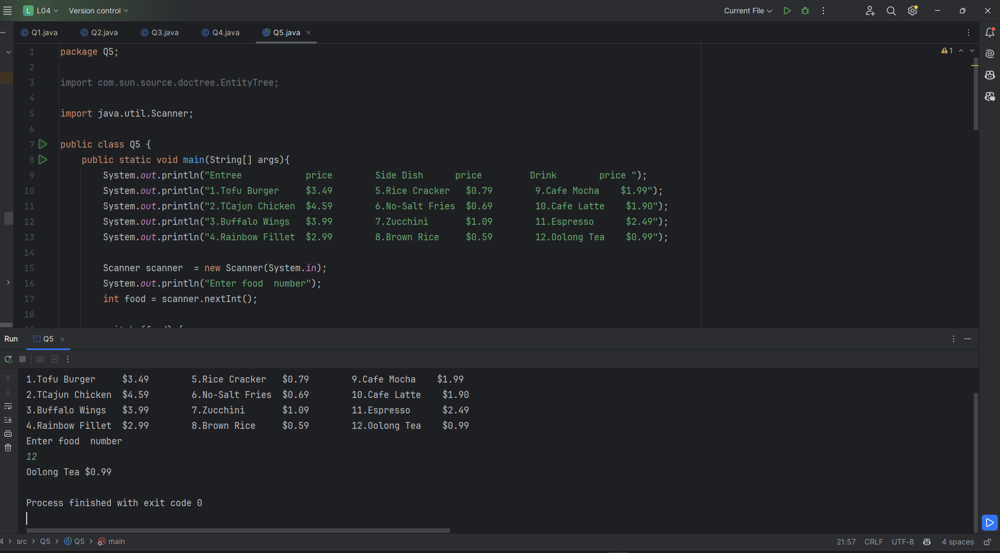 L L04 Version control Current File
Q1.java Q2.java Q3.java Q4.java Q5.java
1 package Q5; 1
2
3 import com.sun.source.doctree.EntityTree;
4
5 import java.util.Scanner;
6
7 public class Q5 {
8 public static void main(String[] args){
9 System.out.println("Entree            price        Side Dish      price         Drink        price ");
10 System.out.println("1.Tofu Burger     $3.49        5.Rice Cracker   $0.79        9.Cafe Mocha    $1.99");
11 System.out.println("2.TCajun Chicken  $4.59        6.No-Salt Fries  $0.69        10.Cafe Latte    $1.90");
12 System.out.println("3.Buffalo Wings   $3.99        7.Zucchini       $1.09        11.Espresso      $2.49");
13 System.out.println("4.Rainbow Fillet  $2.99        8.Brown Rice     $0.59        12.Oolong Tea    $0.99");
14
15 Scanner scanner  = new Scanner(System.in);
16 System.out.println("Enter food  number");
17 int food = scanner.nextInt();
18
Run Q5
1.Tofu Burger     $3.49        5.Rice Cracker   $0.79        9.Cafe Mocha    $1.99
2.TCajun Chicken  $4.59        6.No-Salt Fries  $0.69        10.Cafe Latte    $1.90
3.Buffalo Wings   $3.99        7.Zucchini       $1.09        11.Espresso      $2.49
4.Rainbow Fillet  $2.99        8.Brown Rice     $0.59        12.Oolong Tea    $0.99
Enter food  number
12
Oolong Tea $0.99
Process finished with exit code 0
4 > src > Q5 > Q5 > main 21:57 CRLF UTF-8 4 spaces